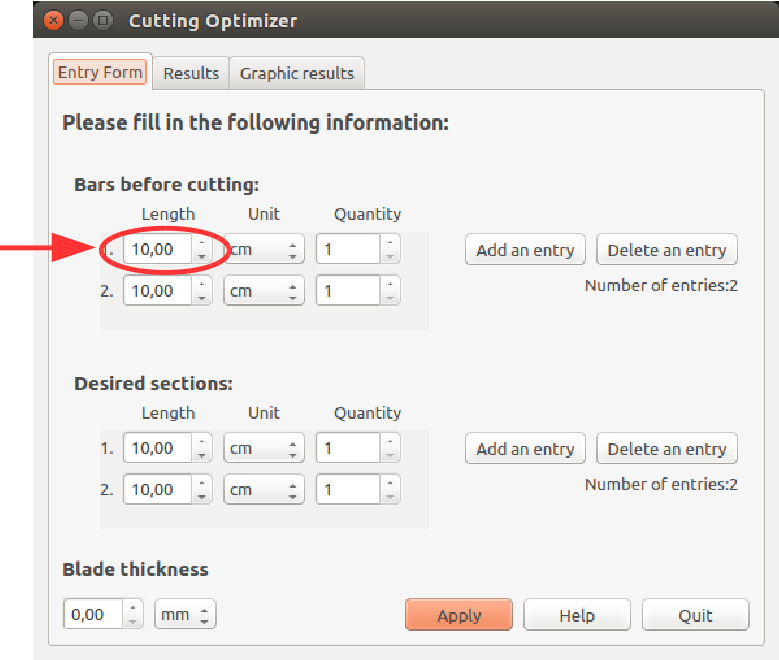 Cutting Optimizer
Entry Form Results Graphic results
Please fill in the following information:
Bars before cutting:
Length Unit Quantity
1. 10,00 cm 1 Add an entry Delete an entry
2. 10,00 cm 1 Number of entries:2
Desired sections:
Length Unit Quantity
1. 10,00 cm 1 Add an entry Delete an entry
2. 10,00 cm 1 Number of entries:2
Blade thickness
0,00 mm Apply Help Quit